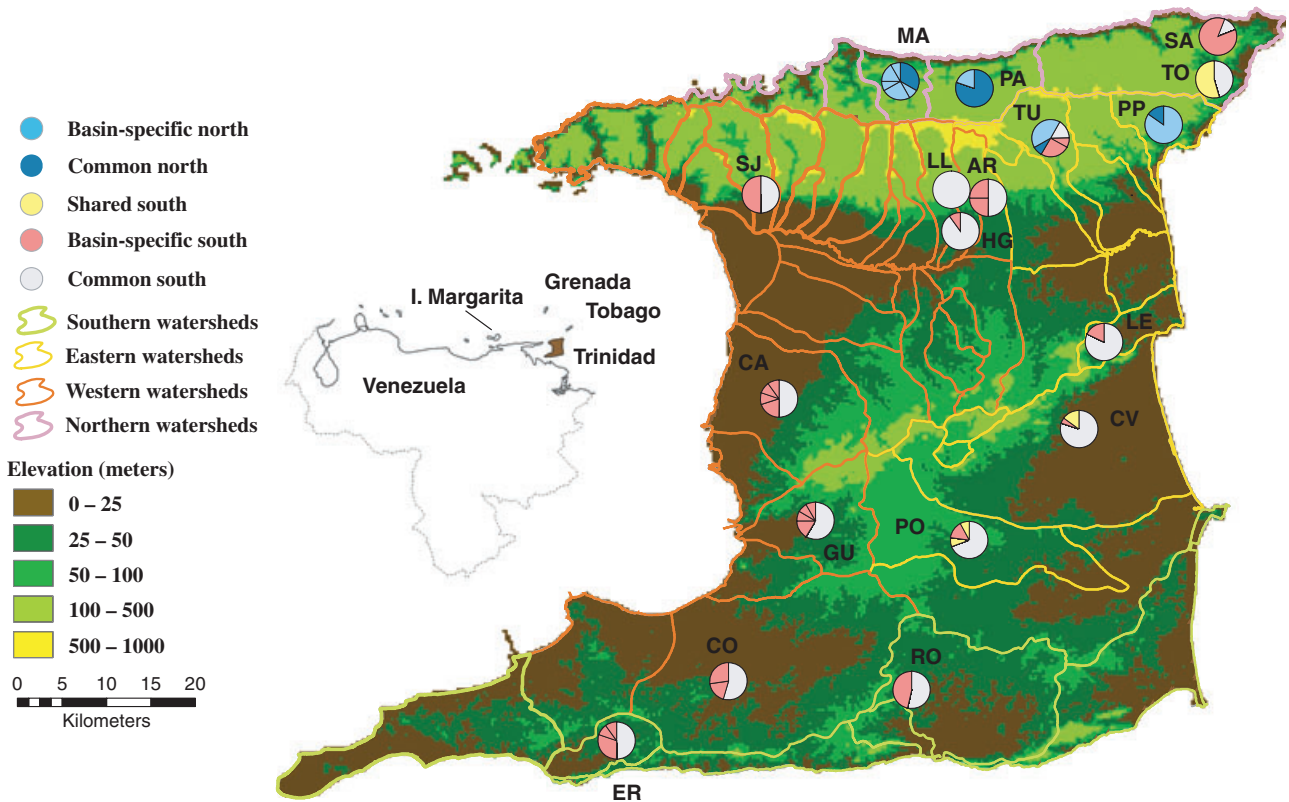 Basin-specific north
Common north
Shared south
Basin-specific south
Common south
Southern watersheds
Eastern watersheds
Western watersheds
Northern watersheds
Elevation (meters)
0 – 25
25 – 50
50 – 100
100 – 500
500 – 1000
0 5 10 15 20
Kilometers
Grenada
I. Margarita
Tobago
Trinidad
Venezuela
MA
SA
TO
PA
TU
PP
SJ
LL
AR
HG
LE
CA
CV
PO
GU
CO
RO
ER